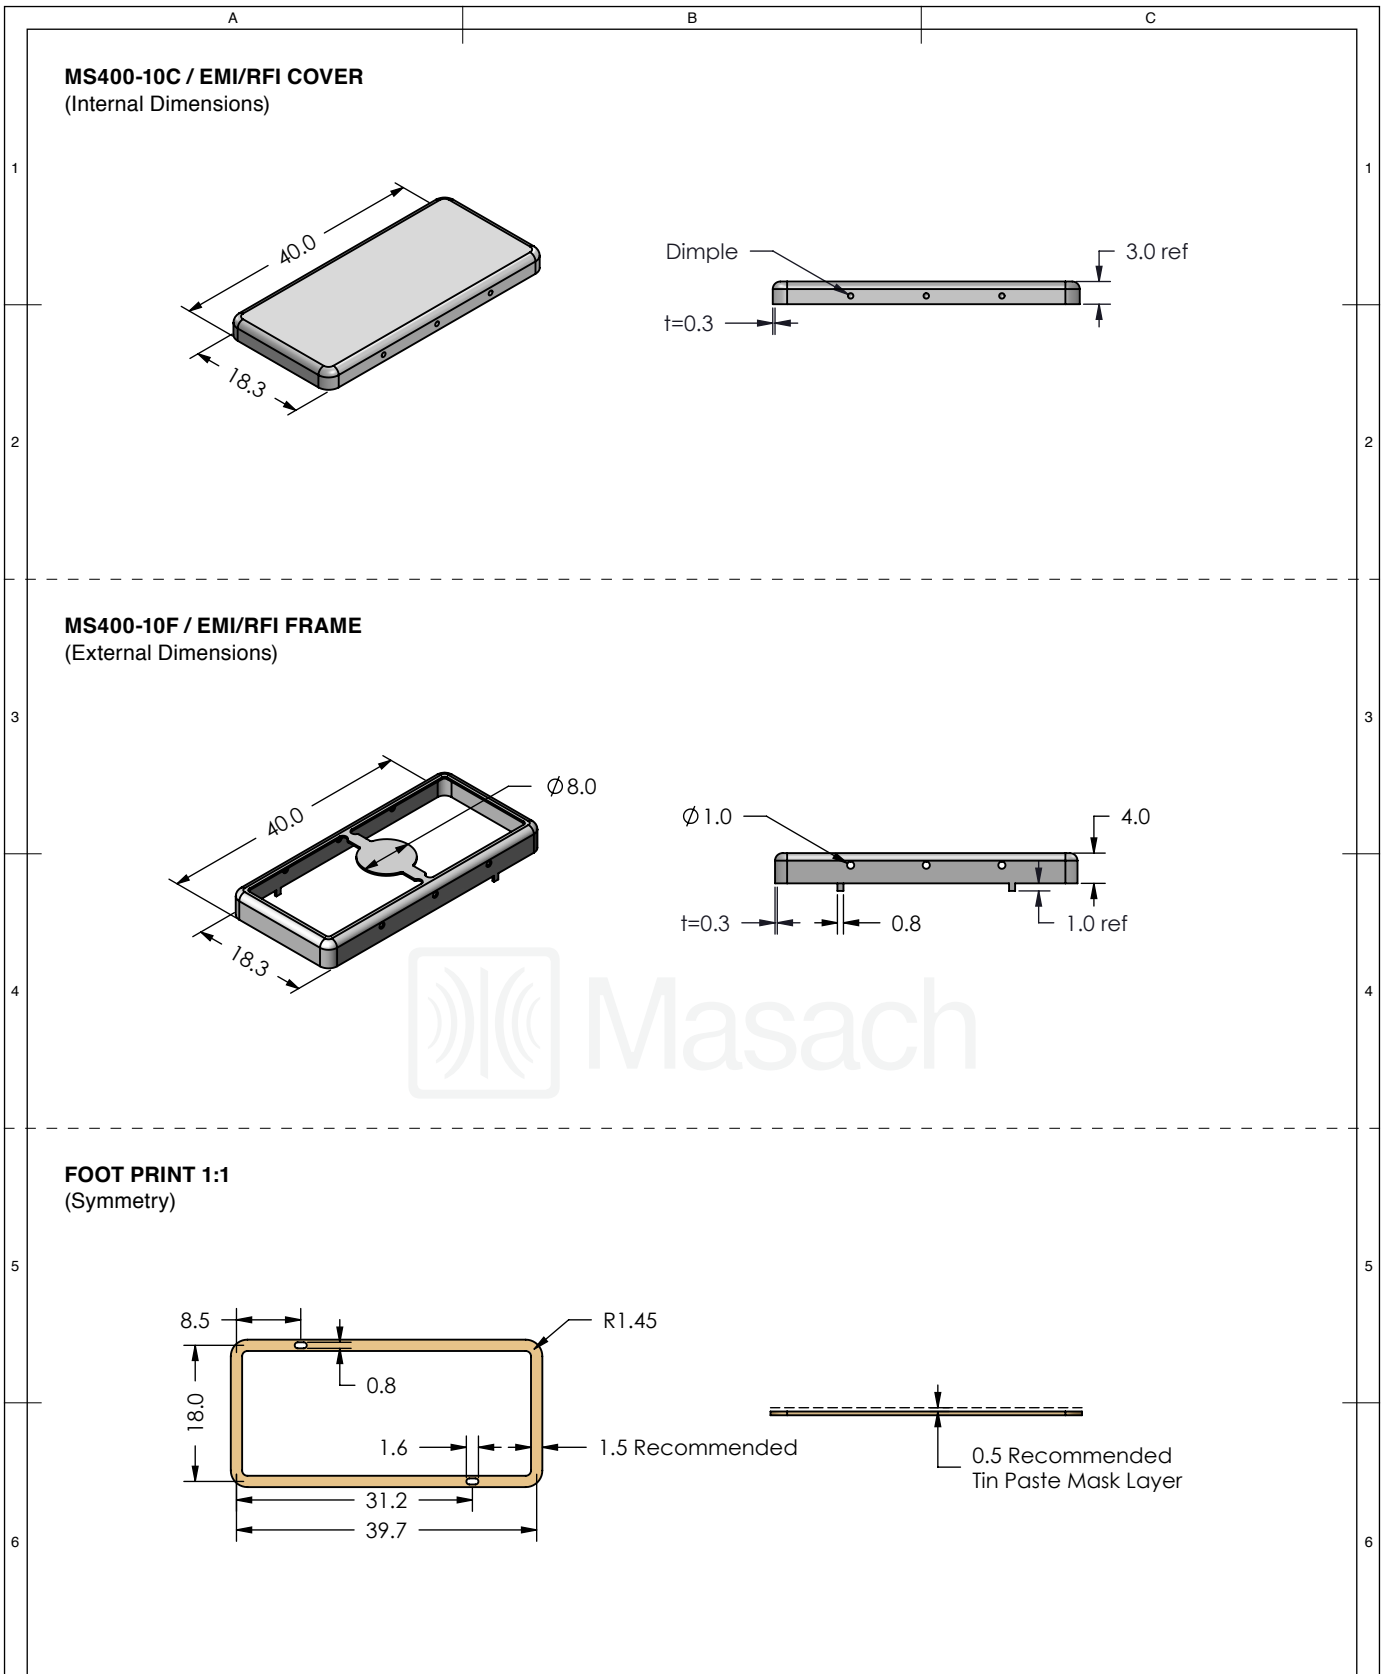 A
B
C
MS400-10C / EMI/RFI COVER
(Internal Dimensions)
1
1
40.0
18.3
Dimple
3.0 ref
t=0.3
2
2
MS400-10F / EMI/RFI FRAME
(External Dimensions)
3
3
40.0
Ø8.0
18.3
Ø1.0
4.0
t=0.3
0.8
1.0 ref
Masach
4
4
FOOT PRINT 1:1
(Symmetry)
5
5
8.5
R1.45
0.8
18.0
1.6
1.5 Recommended
31.2
39.7
0.5 Recommended
Tin Paste Mask Layer
6
6